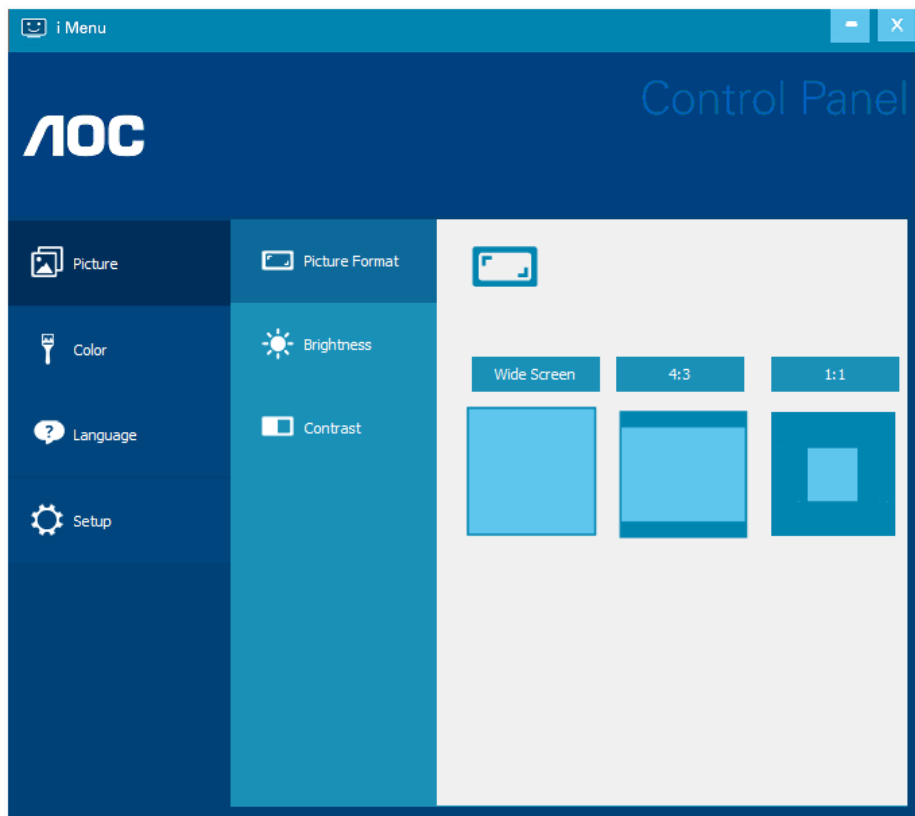 i Menu
Control Panel
AOC
Picture
Color
Language
Setup
Picture Format
Brightness
Contrast
Wide Screen
4:3
1:1